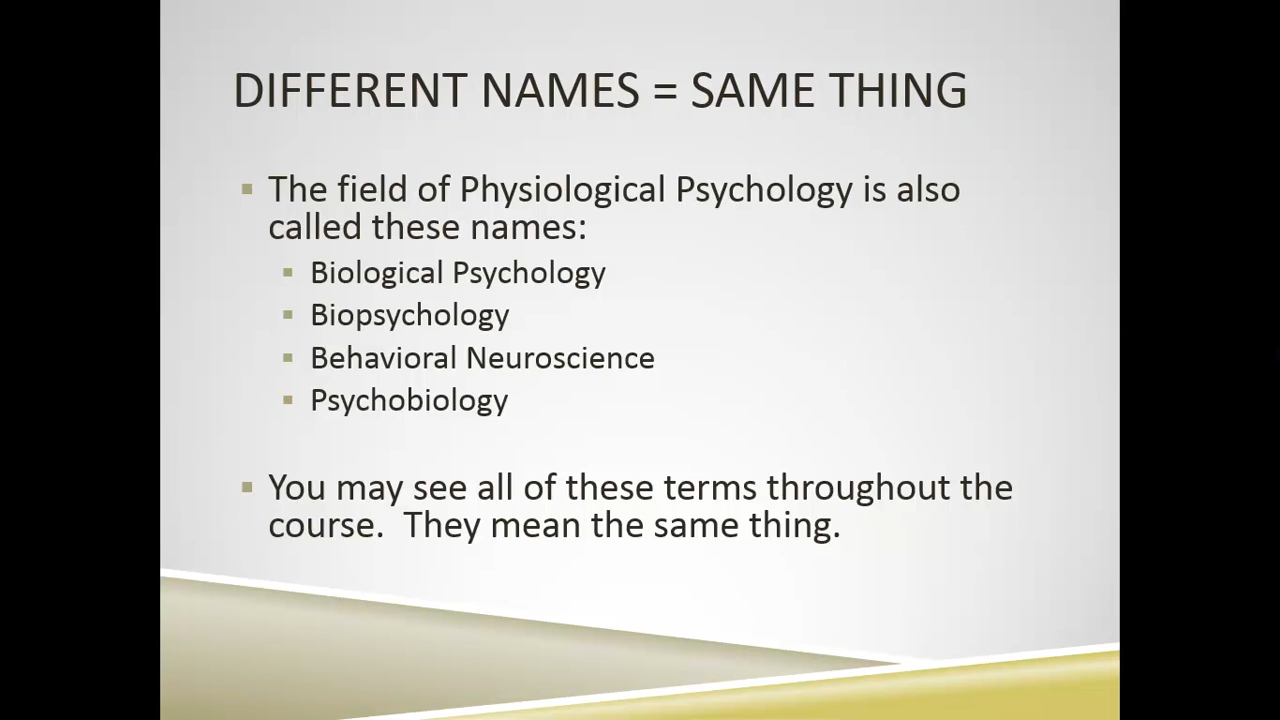 DIFFERENT NAMES = SAME THING
The field of Physiological Psychology is also
called these names:
Biological Psychology
Biopsychology
Behavioral Neuroscience
Psychobiology
You may see all of these terms throughout the
course.  They mean the same thing.